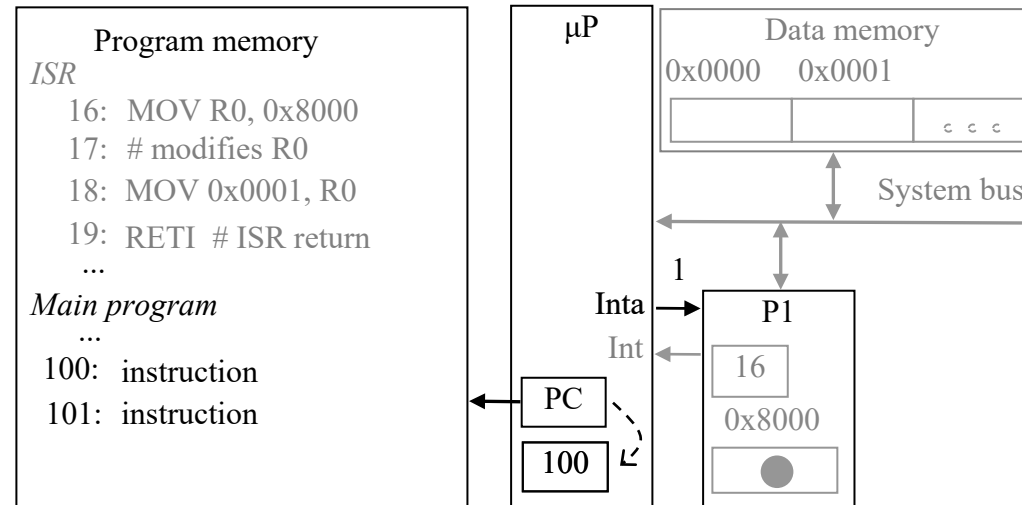 Program memory
ISR
16: MOV R0, 0x8000
17: # modifies R0
18: MOV 0x0001, R0
19: RETI # ISR return
...
Main program
...
100: instruction
101: instruction
μP
Inta
Int
PC
100
Data memory
0x0000 0x0001
System bus
1
P1
16
0x8000